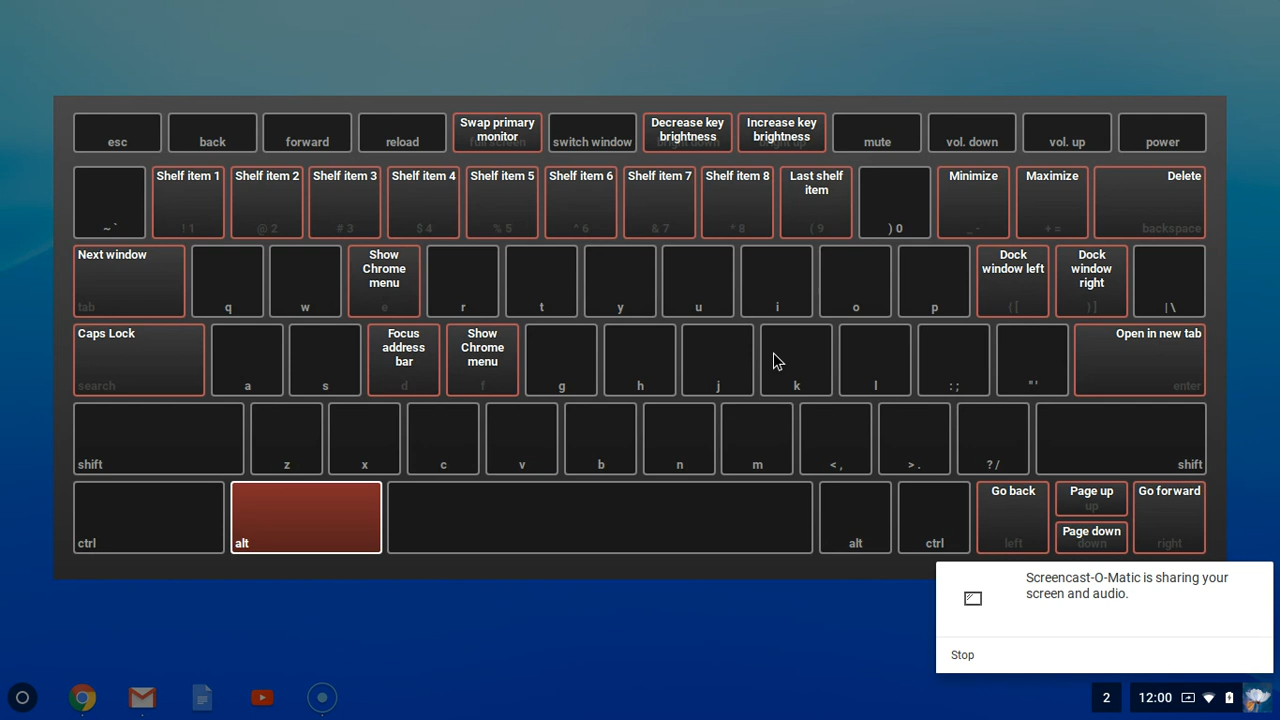 esc
back
forward
reload
Swap primary
monitor
full screen
switch window
Decrease key
brightness
bright down
Increase key
brightness
bright up
mute
vol. down
vol. up
power
~ `
Shelf item 1
! 1
Shelf item 2
@ 2
Shelf item 3
# 3
Shelf item 4
$ 4
Shelf item 5
% 5
Shelf item 6
^ 6
Shelf item 7
& 7
Shelf item 8
* 8
Last shelf
item
( 9
) 0
Minimize
_ -
Maximize
+ =
Delete
backspace
Next window
tab
q
w
Show
Chrome
menu
e
r
t
y
u
i
o
p
Dock
window left
{ [
Dock
window
right
} ]
| \
Caps Lock
search
a
s
Focus
address
bar
d
Show
Chrome
menu
f
g
h
j
k
l
: ;
" '
Open in new tab
enter
shift
z
x
c
v
b
n
m
< ,
> .
? /
shift
ctrl
alt
alt
ctrl
Go back
left
Page up
up
Page down
down
Go forward
right
Screencast-O-Matic is sharing your
screen and audio.
Stop
2
12:00